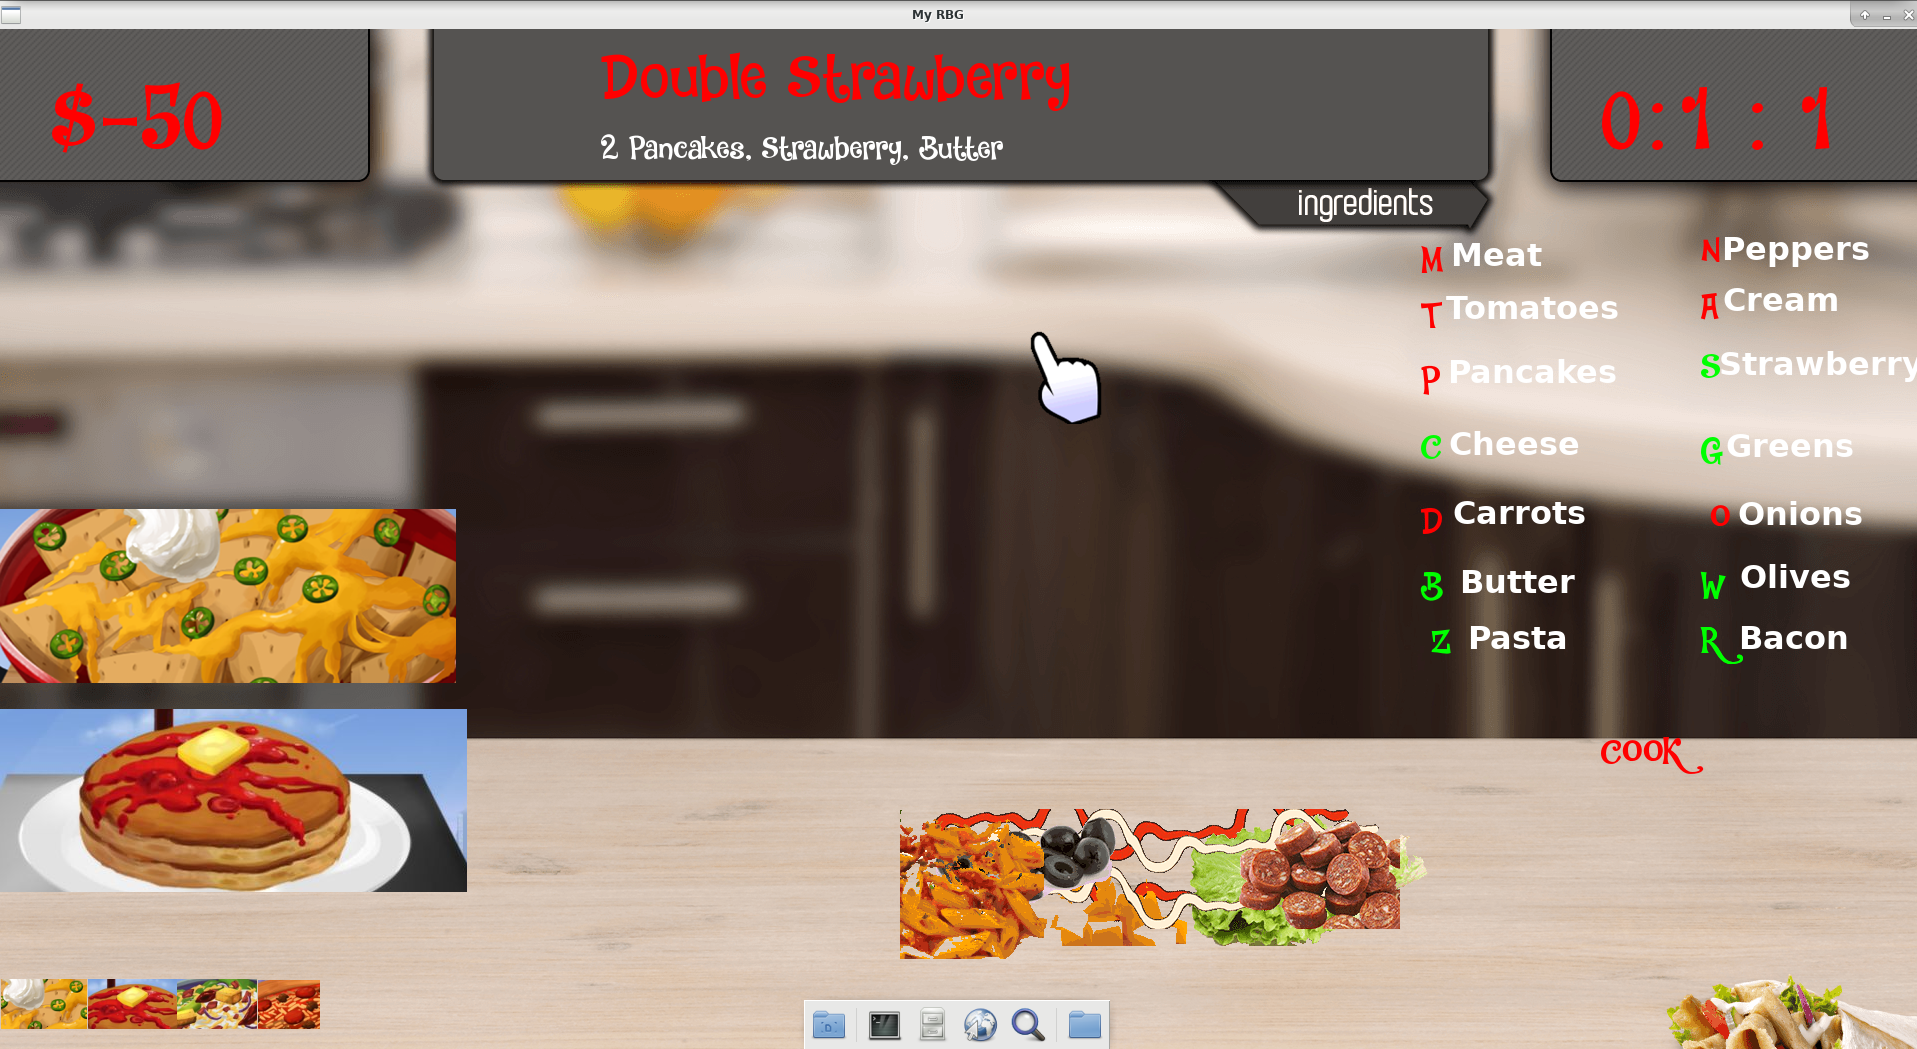 My RBG
$-50
Double Strawberry
2 Pancakes, Strawberry, Butter
0:1 : 1
ingredients
M Meat
N Peppers
T Tomatoes
A Cream
P Pancakes
S Strawberry
C Cheese
G Greens
D Carrots
O Onions
B Butter
W Olives
Z Pasta
R Bacon
cook